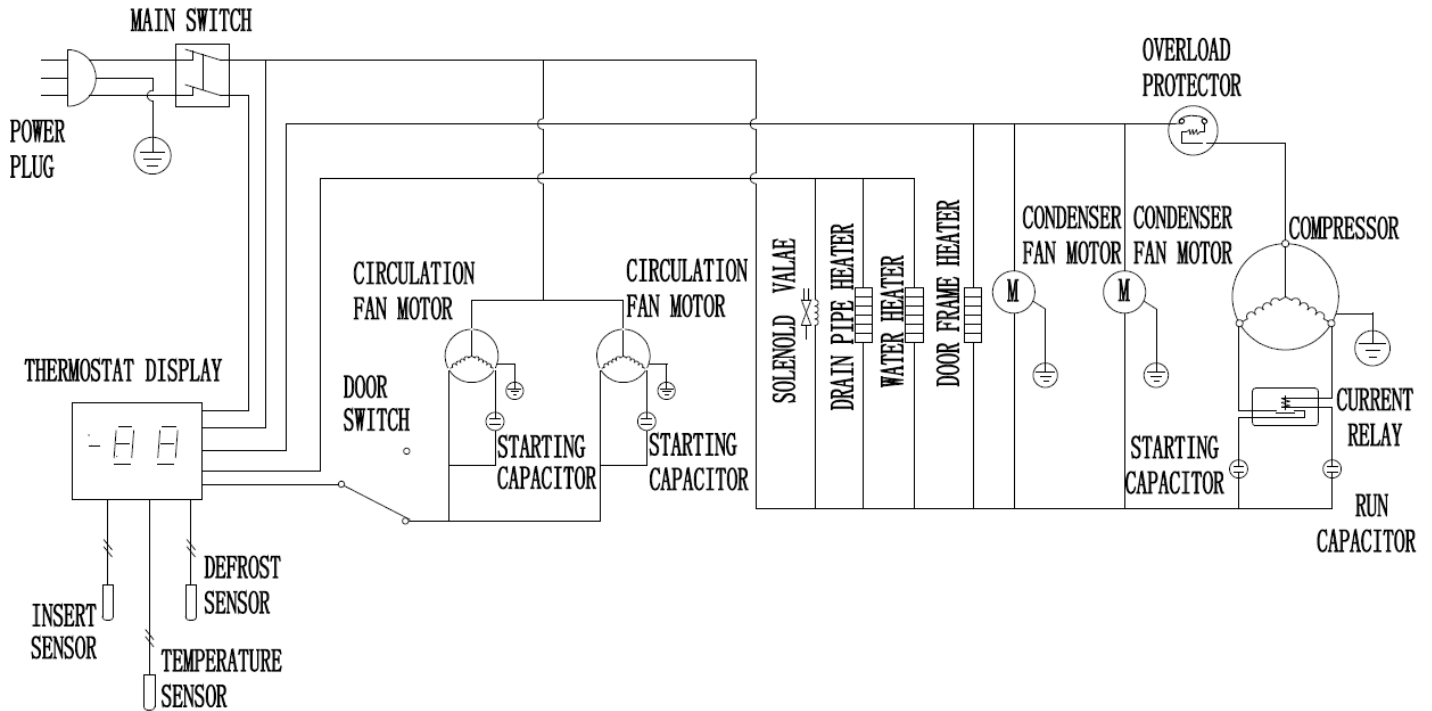 MAIN SWITCH
POWER
PLUG
OVERLOAD
PROTECTOR
CIRCULATION
FAN MOTOR
CIRCULATION
FAN MOTOR
SOLENOLD VALAE
DRAIN PIPE HEATER
WATER HEATER
DOOR FRAME HEATER
CONDENSER
FAN MOTOR
M
CONDENSER
FAN MOTOR
M
COMPRESSOR
THERMOSTAT DISPLAY
-88
DOOR
SWITCH
STARTING
CAPACITOR
STARTING
CAPACITOR
STARTING
CAPACITOR
CURRENT
RELAY
RUN
CAPACITOR
INSERT
SENSOR
TEMPERATURE
SENSOR
DEFROST
SENSOR